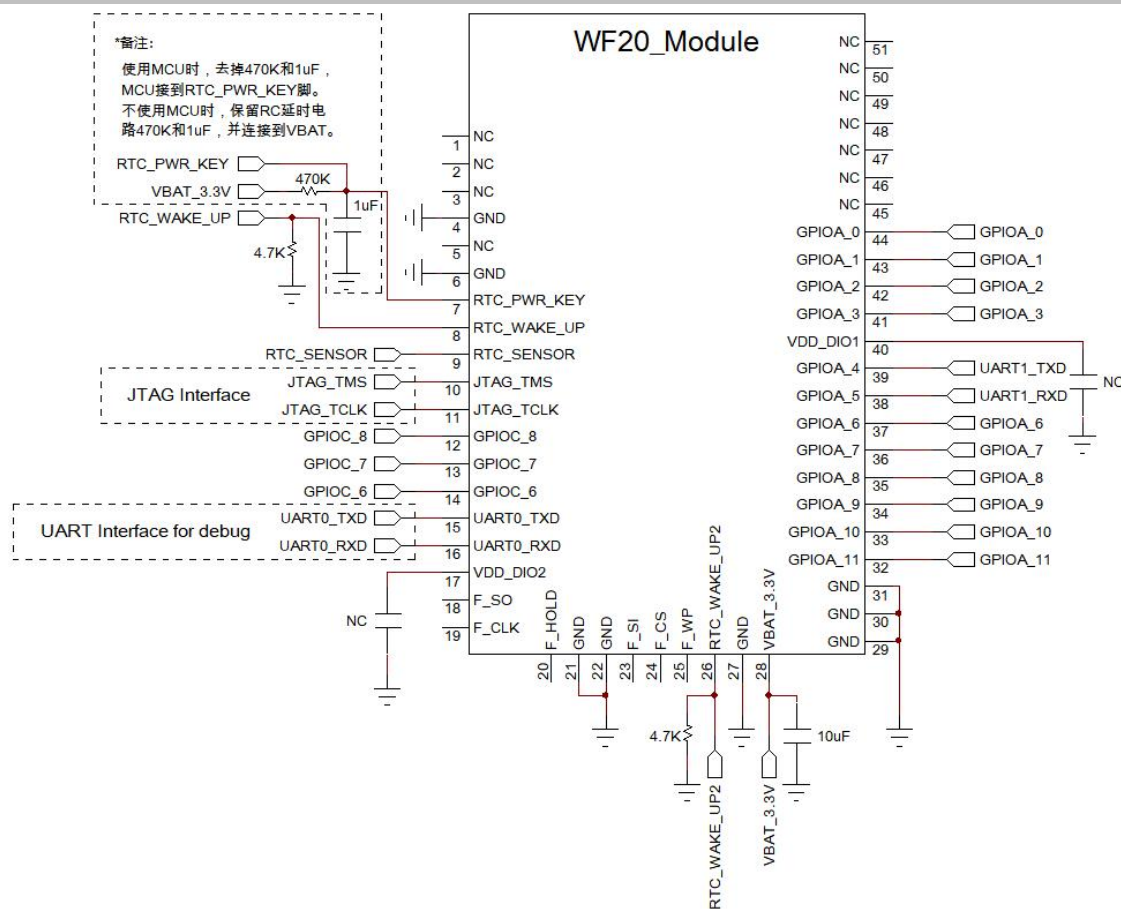 WF20_Module
*备注：
使用MCU时，去掉470K和1uF，
MCU接到RTC_PWR_KEY脚。
不使用MCU时，保留RC延时电
路470K和1uF，并连接到VBAT。
RTC_PWR_KEY
VBAT_3.3V
470K
RTC_WAKE_UP
1uF
4.7K
RTC_SENSOR
JTAG Interface
JTAG_TMS
JTAG_TCLK
GPIOC_8
GPIOC_7
GPIOC_6
UART Interface for debug
UART0_TXD
UART0_RXD
NC
1 NC
2 NC
3 NC
4 GND
5 NC
6 GND
7 RTC_PWR_KEY
8 RTC_WAKE_UP
9 RTC_SENSOR
10 JTAG_TMS
11 JTAG_TCLK
12 GPIOC_8
13 GPIOC_7
14 GPIOC_6
15 UART0_TXD
16 UART0_RXD
17 VDD_DIO2
18 F_SO
19 F_CLK
20 F_HOLD
21 GND
22 GND
23 F_SI
24 F_CS
25 F_WP
26 RTC_WAKE_UP2
27 GND
28 VBAT_3.3V
4.7K
10uF
RTC_WAKE_UP2
VBAT_3.3V
NC 51
NC 50
NC 49
NC 48
NC 47
NC 46
NC 45
GPIOA_0 44 GPIOA_0
GPIOA_1 43 GPIOA_1
GPIOA_2 42 GPIOA_2
GPIOA_3 41 GPIOA_3
VDD_DIO1 40
GPIOA_4 39 UART1_TXD
NC
GPIOA_5 38 UART1_RXD
GPIOA_6 37 GPIOA_6
GPIOA_7 36 GPIOA_7
GPIOA_8 35 GPIOA_8
GPIOA_9 34 GPIOA_9
GPIOA_10 33 GPIOA_10
GPIOA_11 32 GPIOA_11
GND 31
GND 30
GND 29